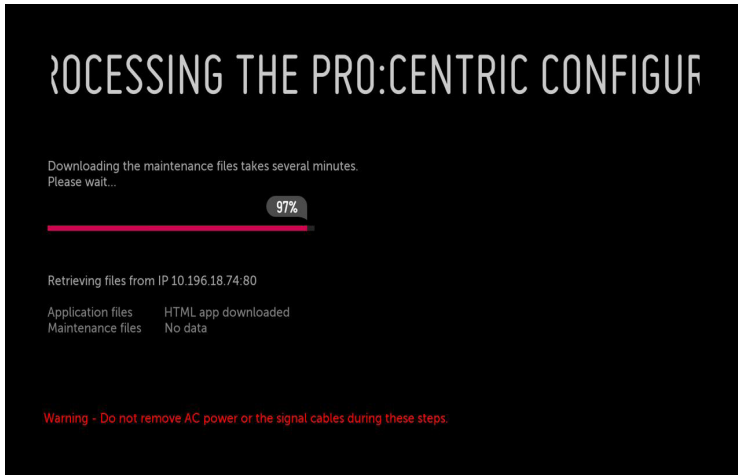 ROCESSING THE PRO:CENTRIC CONFIGUR
Downloading the maintenance files takes several minutes.
Please wait...
97%
Retrieving files from IP 10.196.18.74:80
Application files HTML app downloaded
Maintenance files No data
Warning - Do not remove AC power or the signal cables during these steps.